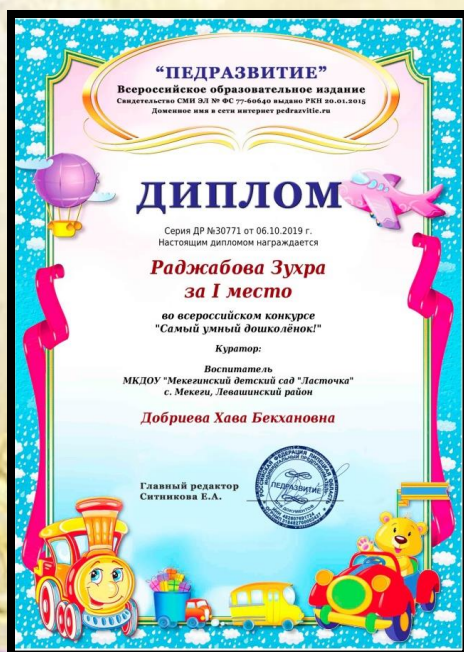 "ПЕДРАЗВИТИЕ"
Всероссийское образовательное издание
Свидетельство СМИ ЭЛ № ФС 77-60640 выдано РКН 20.01.2015
Доменное имя в сети интернет pedrazvitie.ru
ДИПЛОМ
Серия ДР №30771 от 06.10.2019 г.
Настоящим дипломом награждается
Раджабова Зухра
за I место
во всероссийском конкурсе
"Самый умный дошколёнок!"
Куратор:
Воспитатель
МКДОУ "Мекегинский детский сад "Ласточка"
с. Мекеги, Левашинский район
Добриева Хава Бекхановна
Главный редактор
Ситникова Е.А.
ПЕДРАЗВИТИЕ